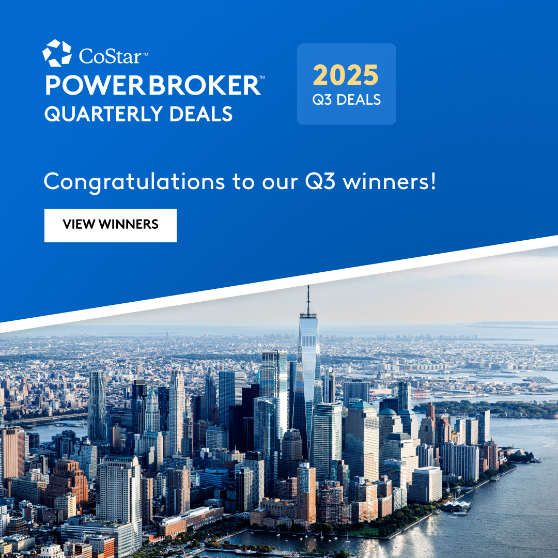 CoStar™
POWERBROKER™
QUARTERLY DEALS
2025
Q3 DEALS
Congratulations to our Q3 winners!
VIEW WINNERS